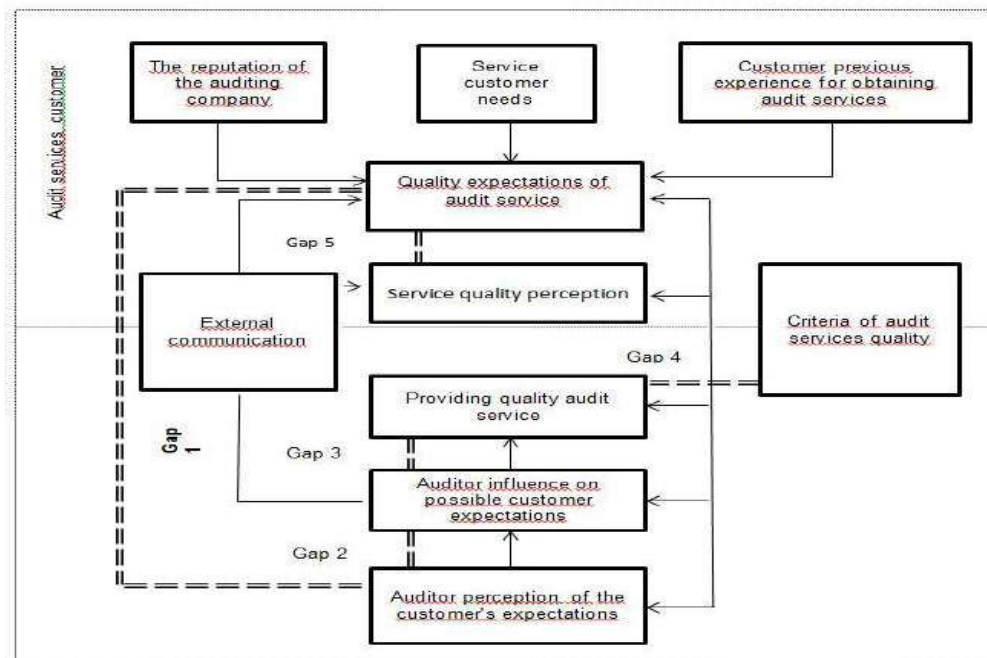 The reputation of
the auditing
company
Service
customer
needs
Customer previous
experience for obtaining
audit services
Audit services customer
Quality expectations of
audit service
Gap 5
Service quality perception
External
communication
Criteria of audit
services quality
Gap 4
Providing quality audit
service
Gap
1
Gap 3
Auditor influence on
possible customer
expectations
Gap 2
Auditor perception of the
customer's expectations